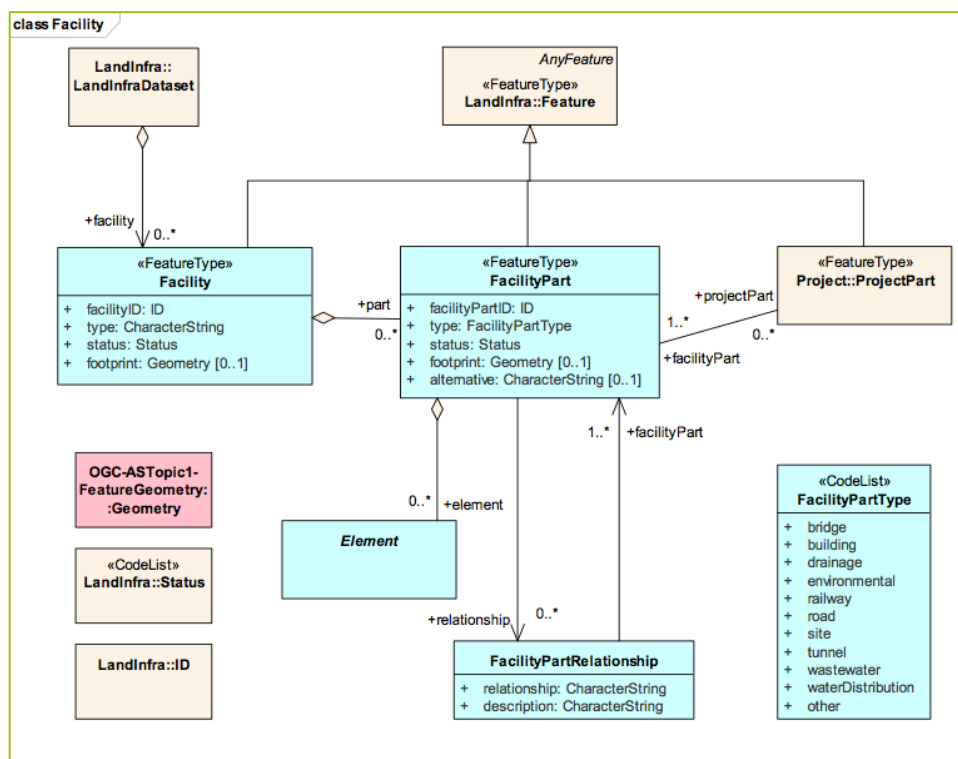 class Facility
LandInfra::
LandInfraDataset
AnyFeature
«FeatureType»
LandInfra::Feature
+facility
0..*
«FeatureType»
Facility
+ facilityID: ID
+ type: CharacterString
+ status: Status
+ footprint: Geometry [0..1]
+part
0..*
«FeatureType»
FacilityPart
+ facilityPartID: ID
+ type: FacilityPartType
+ status: Status
+ footprint: Geometry [0..1]
+ alternative: CharacterString [0..1]
+projectPart
1..*
0..*
+facilityPart
«FeatureType»
Project::ProjectPart
1..*
+facilityPart
OGC-ASTopic1-
FeatureGeometry:
:Geometry
0..*
+element
Element
«CodeList»
FacilityPartType
+ bridge
+ building
+ drainage
+ environmental
+ railway
+ road
+ site
+ tunnel
+ wastewater
+ waterDistribution
+ other
«CodeList»
LandInfra::Status
+relationship
0..*
LandInfra::ID
FacilityPartRelationship
+ relationship: CharacterString
+ description: CharacterString